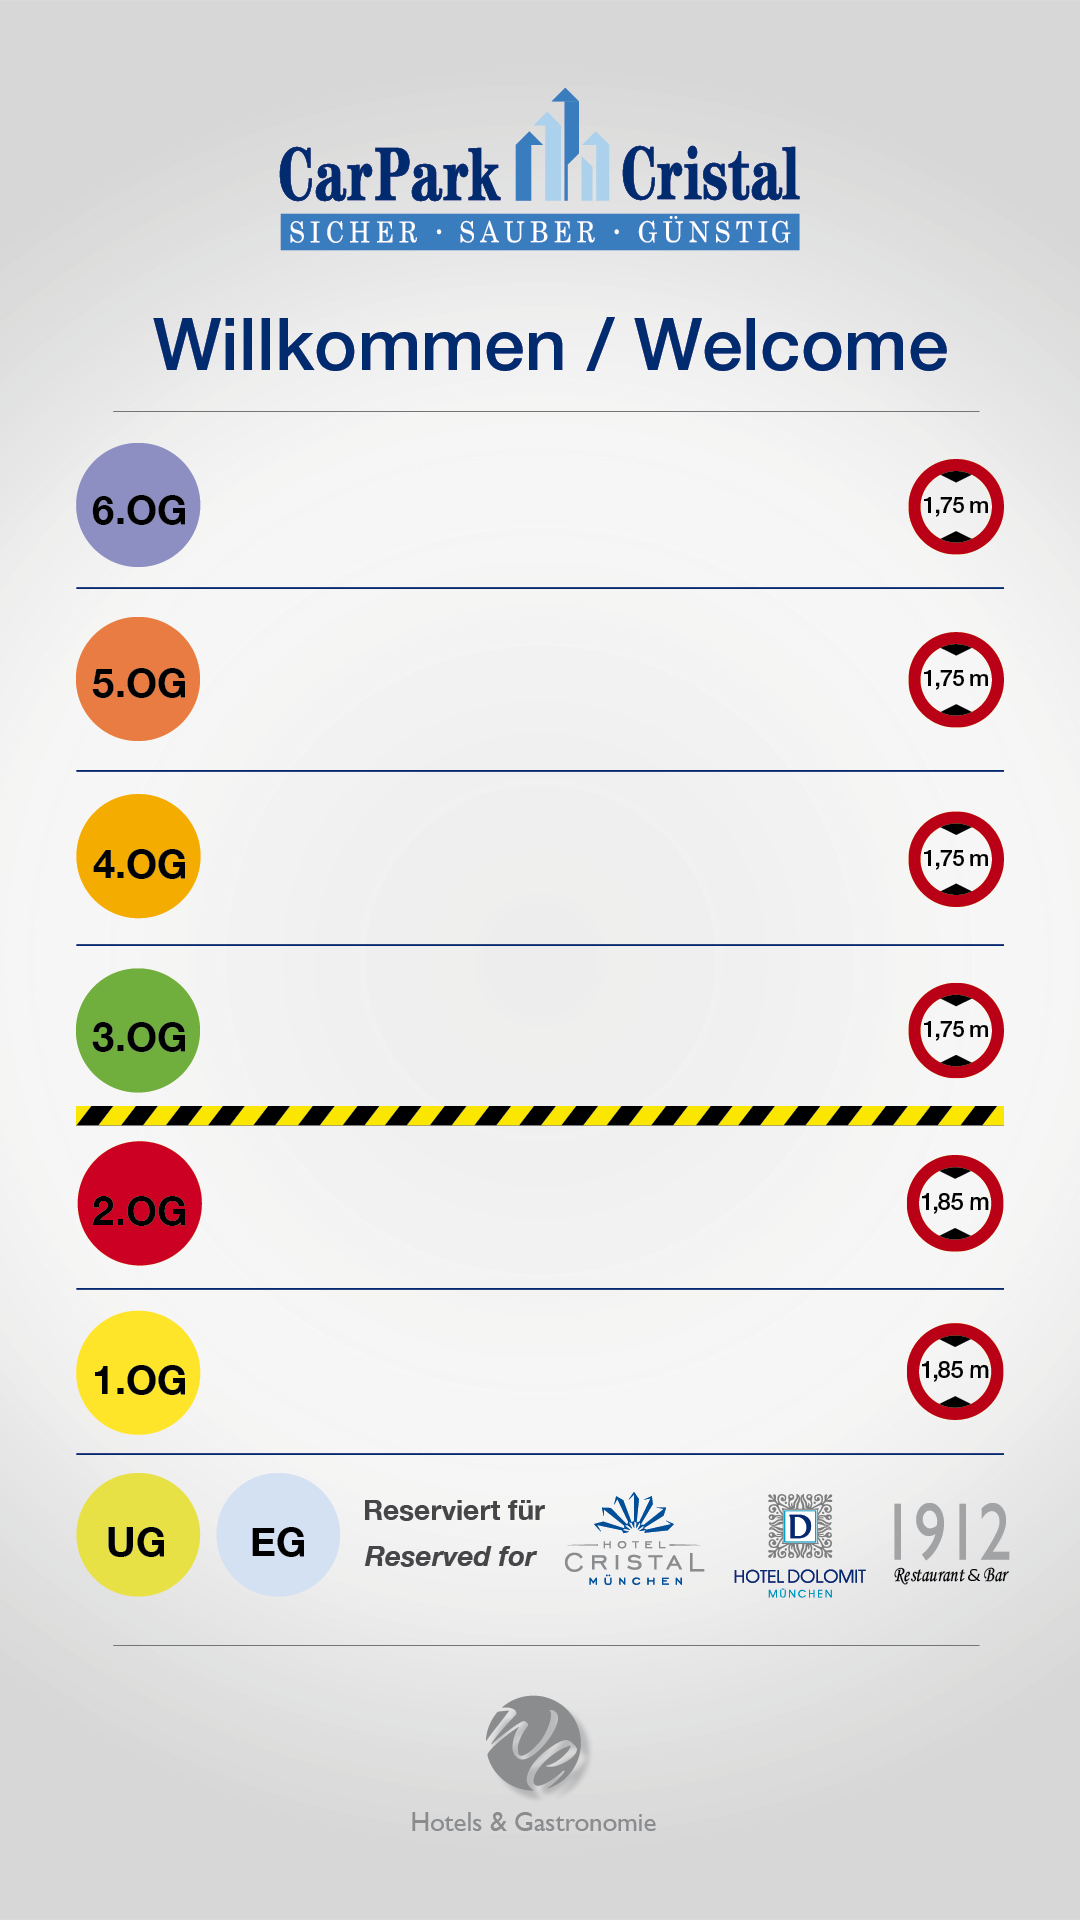 CarPark Cristal
SICHER · SAUBER · GÜNSTIG
Willkommen / Welcome
6.OG 1,75 m
5.OG 1,75 m
4.OG 1,75 m
3.OG 1,75 m
2.OG 1,85 m
1.OG 1,85 m
UG EG
Reserviert für
Reserved for
HOTEL
CRISTAL
MÜNCHEN
D
HOTEL DOLOMIT
MÜNCHEN
1912
Restaurant & Bar
We
Hotels & Gastronomie